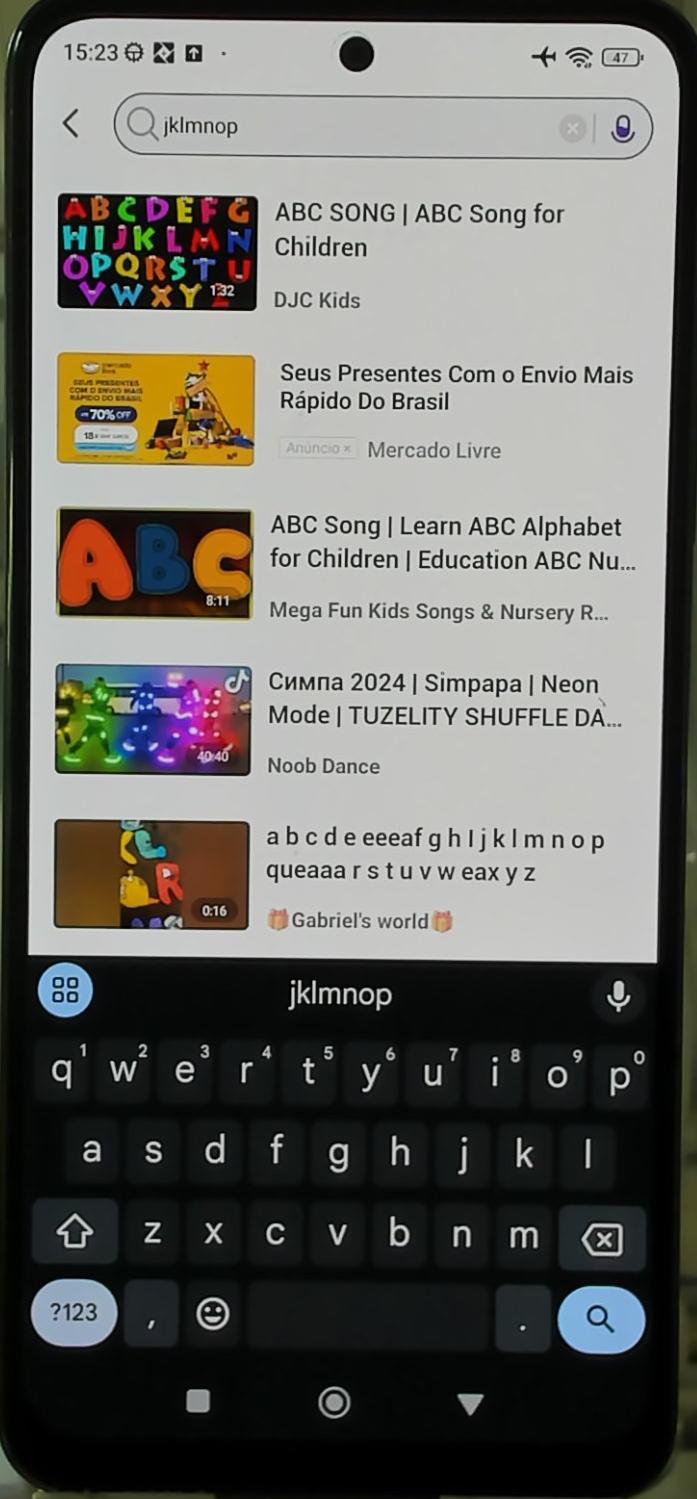 15:23
47
jklmnop
A B C D E F G
H I J K L M N
O P Q R S T U
V W X Y Z
1:32
ABC SONG | ABC Song for
Children
DJC Kids
mercado
livre
SEUS PRESENTES
COM O ENVIO MAIS
RÁPIDO DO BRASIL
70% OFF
18x
Seus Presentes Com o Envio Mais
Rápido Do Brasil
Anúncio ×
Mercado Livre
ABC
8:11
ABC Song | Learn ABC Alphabet
for Children | Education ABC Nu...
Mega Fun Kids Songs & Nursery R...
40:40
Симпа 2024 | Simpapa | Neon
Mode | TUZELITY SHUFFLE DA...
Noob Dance
R
0:16
a b c d e eeeaf g h I j k l m n o p
queaaa r s t u v w eax y z
🎁Gabriel's world🎁
jklmnop
q1 w2 e3 r4 t5 y6 u7 i8 o9 p0
a s d f g h j k l
z x c v b n m
?123 , .